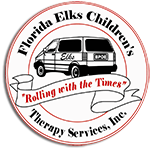 Florida Elks Children's
Elks
"Rolling with the Times"
Therapy Services, Inc.